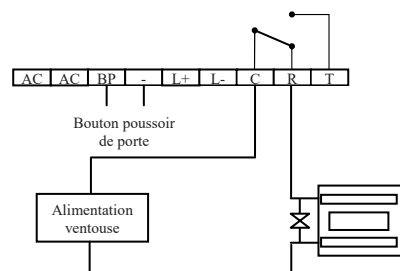 AC AC BP - L+ L- C R T
Bouton poussoir
de porte
Alimentation
ventouse